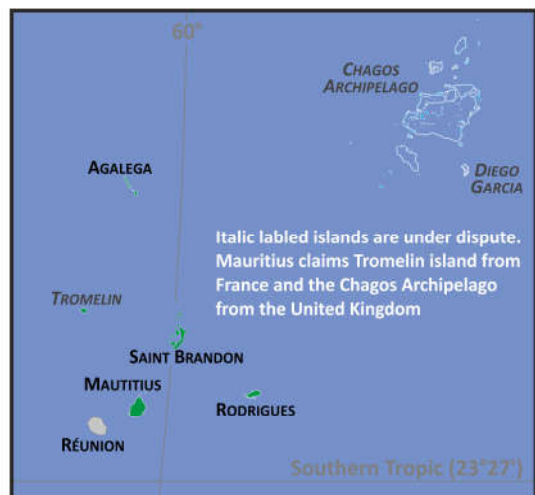 60°
CHAGOS
ARCHIPELAGO
AGALEGA
DIEGO
GARCIA
Italic labled islands are under dispute.
Mauritius claims Tromelin island from
France and the Chagos Archipelago
from the United Kingdom
TROMELIN
SAINT BRANDON
MAUTITIUS
RODRIGUES
RÉUNION
Southern Tropic (23°27')